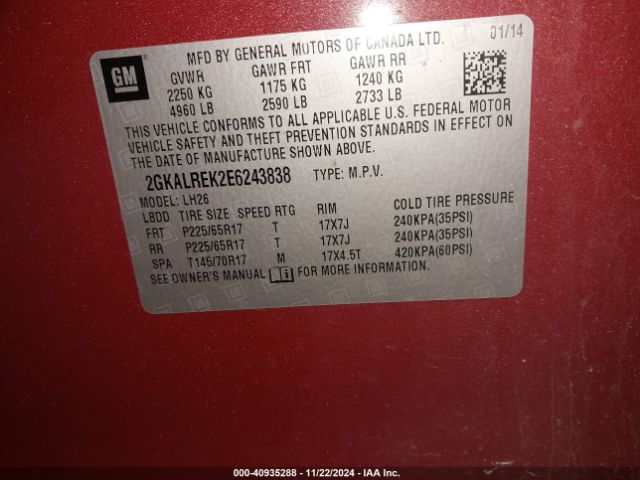 GM
MFD BY GENERAL MOTORS OF CANADA LTD. 01/14
GVWR GAWR FRT GAWR RR
2250 KG 1175 KG 1240 KG
4960 LB 2590 LB 2733 LB
THIS VEHICLE CONFORMS TO ALL APPLICABLE U.S. FEDERAL MOTOR
VEHICLE SAFETY AND THEFT PREVENTION STANDARDS IN EFFECT ON
THE DATE OF MANUFACTURE SHOWN ABOVE.
2GKALREK2E6243838 TYPE: M.P.V.
MODEL: LH26
LBDD TIRE SIZE SPEED RTG RIM COLD TIRE PRESSURE
FRT P225/65R17 T 17X7J 240KPA(35PSI)
RR P225/65R17 T 17X7J 240KPA(35PSI)
SPA T145/70R17 M 17X4.5T 420KPA(60PSI)
SEE OWNER'S MANUAL FOR MORE INFORMATION.
000-40935288 - 11/22/2024 - IAA Inc.